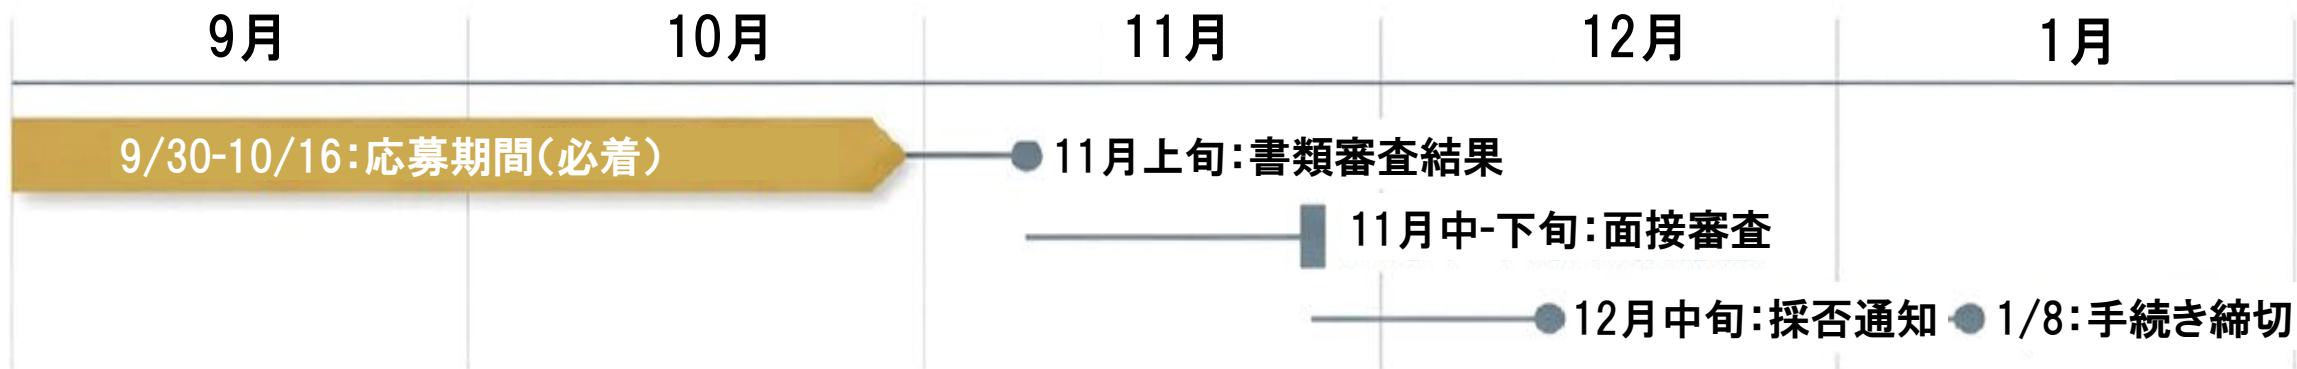 9月 10月 11月 12月 1月
9/30-10/16：応募期間（必着）
11月上旬：書類審査結果
11月中-下旬：面接審査
12月中旬：採否通知
1/8：手続き締切